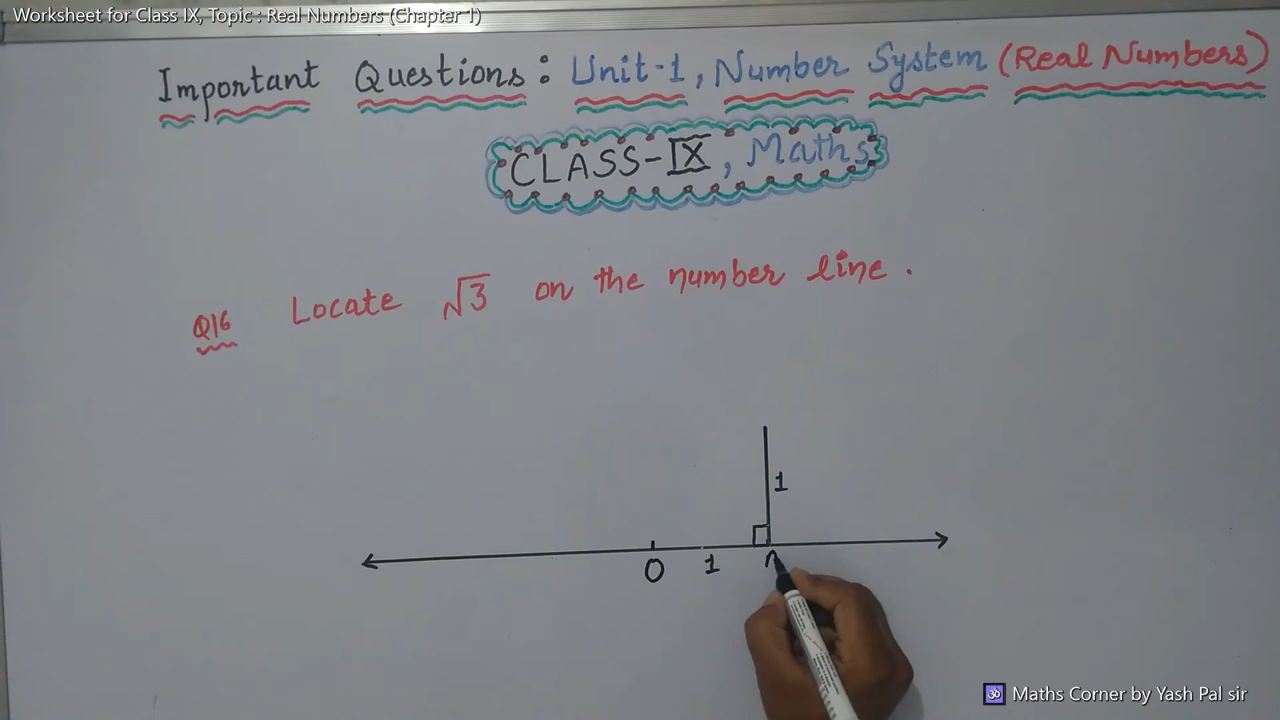 Worksheet for Class IX, Topic : Real Numbers (Chapter 1)
Important Questions : Unit-1, Number System (Real Numbers)
CLASS-IX, Maths
Q16 Locate √3 on the number line.
1
0 1
Maths Corner by Yash Pal sir